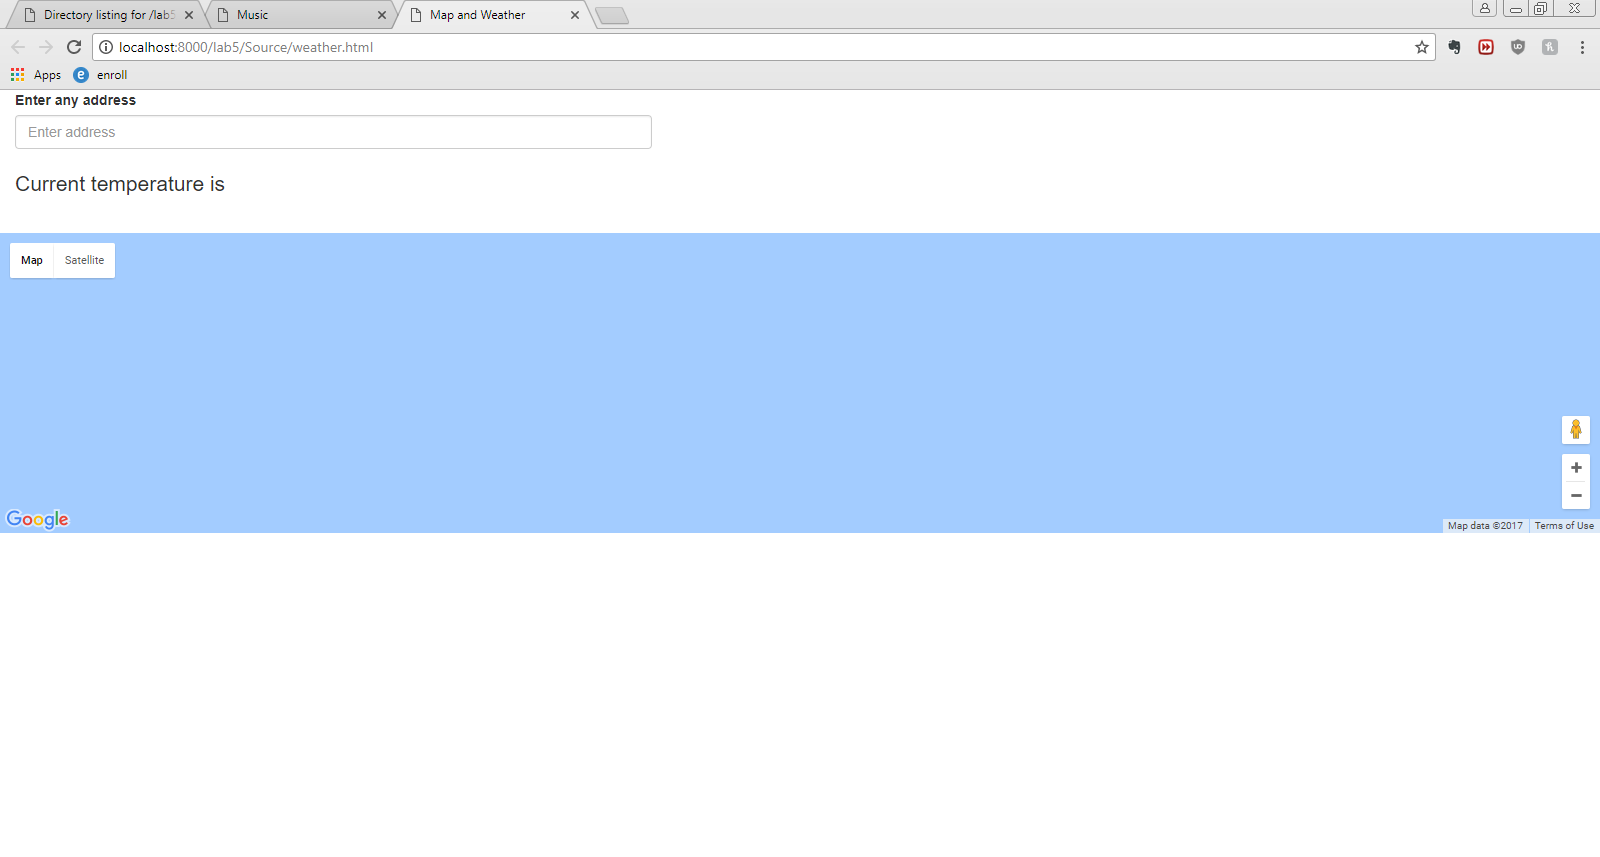 Directory listing for /lab5
Music
Map and Weather
localhost:8000/lab5/Source/weather.html
Apps
enroll
Enter any address
Enter address
Current temperature is
Map
Satellite
Google
Map data ©2017
Terms of Use